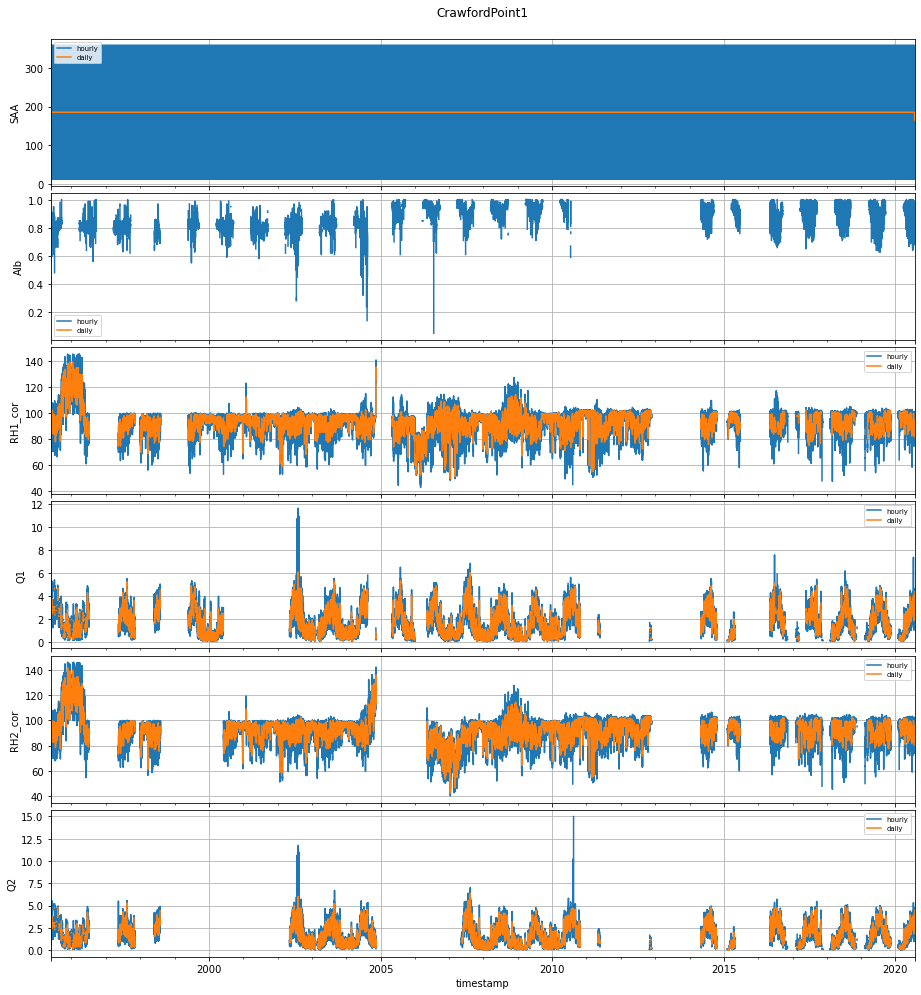 CrawfordPoint1
SAA
300
200
100
0
hourly
daily
Alb
1.0
0.8
0.6
0.4
0.2
hourly
daily
RH1_cor
140
120
100
80
60
40
hourly
daily
Q1
12
10
8
6
4
2
0
hourly
daily
RH2_cor
140
120
100
80
60
40
hourly
daily
Q2
15.0
12.5
10.0
7.5
5.0
2.5
0.0
hourly
daily
2000 2005 2010 2015 2020
timestamp